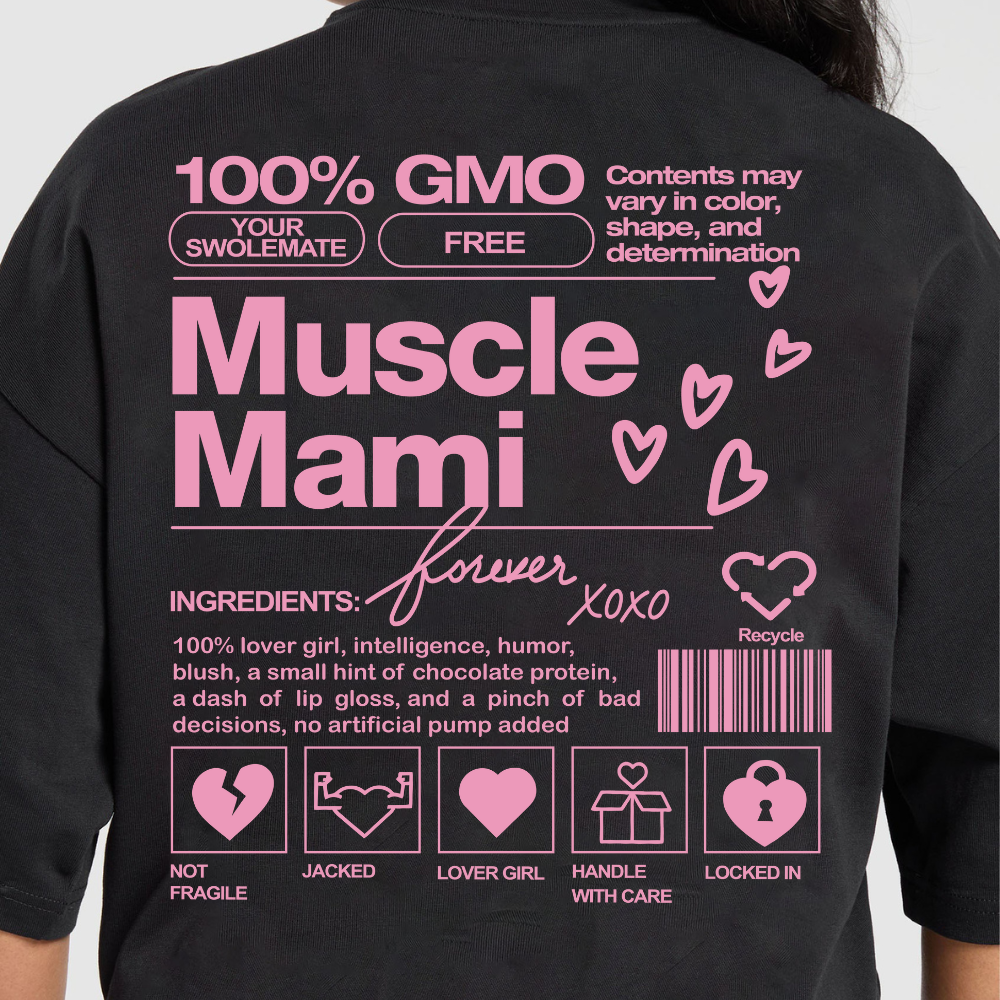 100% GMO
YOUR
SWOLEMATE
FREE
Contents may
vary in color,
shape, and
determination
Muscle
Mami
forever
xoxo
INGREDIENTS:
100% lover girl, intelligence, humor,
blush, a small hint of chocolate protein,
a dash of lip gloss, and a pinch of bad
decisions, no artificial pump added
Recycle
NOT
FRAGILE
JACKED
LOVER GIRL
HANDLE
WITH CARE
LOCKED IN